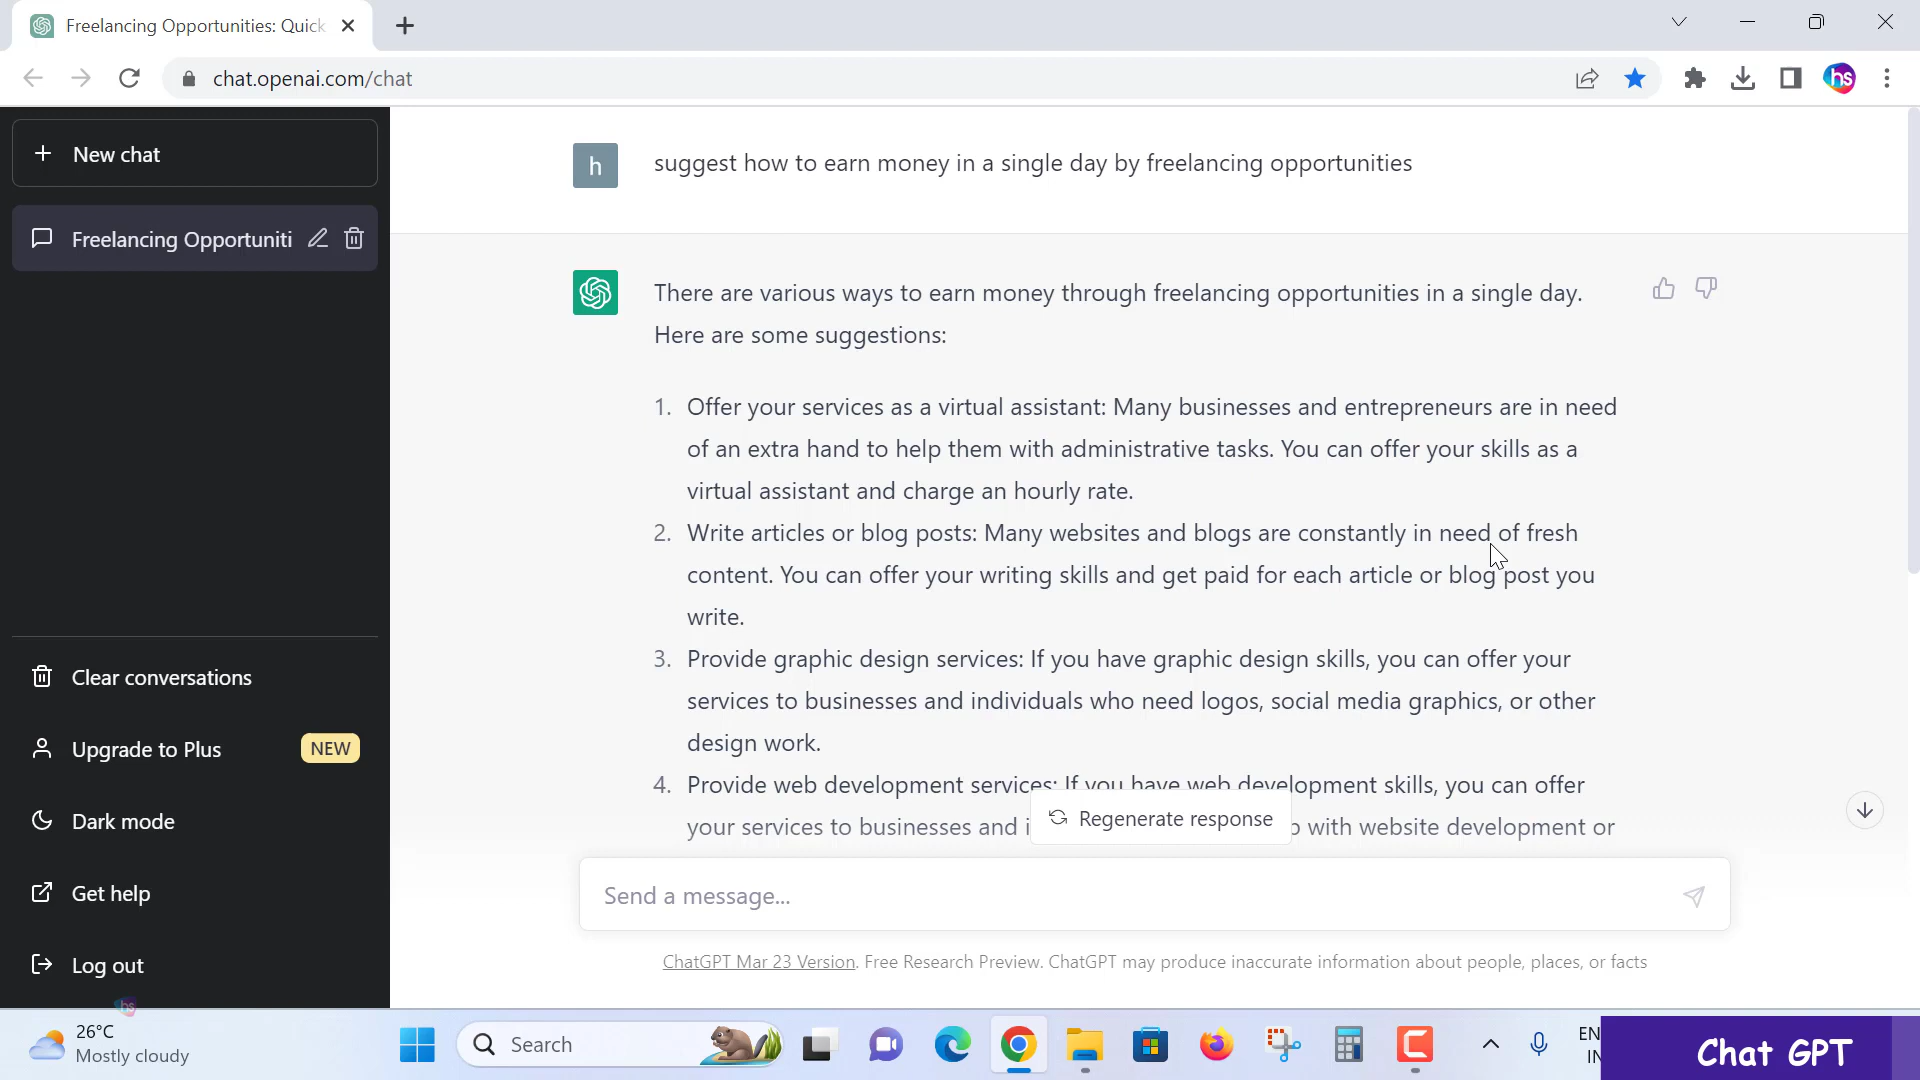 Freelancing Opportunities: Quick
chat.openai.com/chat
hs
New chat
Freelancing Opportuniti
h
suggest how to earn money in a single day by freelancing opportunities
There are various ways to earn money through freelancing opportunities in a single day.
Here are some suggestions:
1. Offer your services as a virtual assistant: Many businesses and entrepreneurs are in need
of an extra hand to help them with administrative tasks. You can offer your skills as a
virtual assistant and charge an hourly rate.
2. Write articles or blog posts: Many websites and blogs are constantly in need of fresh
content. You can offer your writing skills and get paid for each article or blog post you
write.
3. Provide graphic design services: If you have graphic design skills, you can offer your
services to businesses and individuals who need logos, social media graphics, or other
design work.
4. Provide web development services: If you have web development skills, you can offer
your services to businesses and with website development or
Regenerate response
Clear conversations
Upgrade to Plus NEW
Dark mode
Get help
Log out
Send a message...
ChatGPT Mar 23 Version. Free Research Preview. ChatGPT may produce inaccurate information about people, places, or facts
hs
26°C
Mostly cloudy
Search
EN
IN
Chat GPT